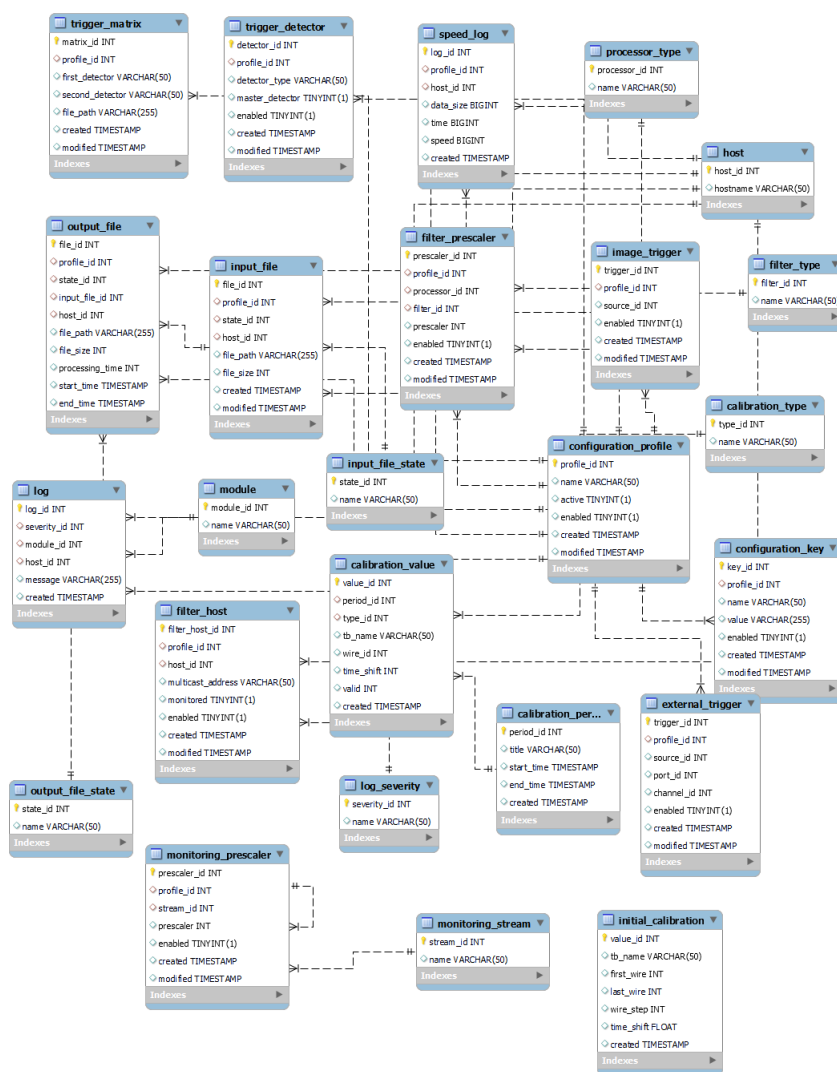 trigger_matrix
matrix_id INT
profile_id INT
first_detector VARCHAR(50)
second_detector VARCHAR(50)
file_path VARCHAR(255)
created TIMESTAMP
modified TIMESTAMP
Indexes
trigger_detector
detector_id INT
profile_id INT
detector_type VARCHAR(50)
master_detector TINYINT(1)
enabled TINYINT(1)
created TIMESTAMP
modified TIMESTAMP
Indexes
speed_log
log_id INT
profile_id INT
host_id INT
data_size BIGINT
time BIGINT
speed BIGINT
created TIMESTAMP
Indexes
processor_type
processor_id INT
name VARCHAR(50)
Indexes
host
host_id INT
hostname VARCHAR(50)
Indexes
output_file
file_id INT
profile_id INT
state_id INT
input_file_id INT
host_id INT
file_path VARCHAR(255)
file_size INT
processing_time INT
start_time TIMESTAMP
end_time TIMESTAMP
Indexes
input_file
file_id INT
profile_id INT
state_id INT
host_id INT
file_path VARCHAR(255)
file_size INT
created TIMESTAMP
modified TIMESTAMP
Indexes
filter_prescaler
prescaler_id INT
profile_id INT
processor_id INT
filter_id INT
prescaler INT
enabled TINYINT(1)
created TIMESTAMP
modified TIMESTAMP
Indexes
image_trigger
trigger_id INT
profile_id INT
source_id INT
enabled TINYINT(1)
created TIMESTAMP
modified TIMESTAMP
Indexes
filter_type
filter_id INT
name VARCHAR(50)
Indexes
calibration_type
type_id INT
name VARCHAR(50)
Indexes
input_file_state
state_id INT
name VARCHAR(50)
Indexes
configuration_profile
profile_id INT
name VARCHAR(50)
active TINYINT(1)
enabled TINYINT(1)
created TIMESTAMP
modified TIMESTAMP
Indexes
log
log_id INT
severity_id INT
module_id INT
host_id INT
message VARCHAR(255)
created TIMESTAMP
Indexes
module
module_id INT
name VARCHAR(50)
Indexes
calibration_value
value_id INT
period_id INT
type_id INT
tb_name VARCHAR(50)
wire_id INT
time_shift INT
valid INT
created TIMESTAMP
Indexes
configuration_key
key_id INT
profile_id INT
name VARCHAR(50)
value VARCHAR(255)
enabled TINYINT(1)
created TIMESTAMP
modified TIMESTAMP
filter_host
filter_host_id INT
profile_id INT
host_id INT
multicast_address VARCHAR(50)
monitored TINYINT(1)
enabled TINYINT(1)
created TIMESTAMP
modified TIMESTAMP
Indexes
calibration_per...
period_id INT
title VARCHAR(50)
start_time TIMESTAMP
end_time TIMESTAMP
created TIMESTAMP
Indexes
external_trigger
trigger_id INT
profile_id INT
source_id INT
port_id INT
channel_id INT
enabled TINYINT(1)
created TIMESTAMP
modified TIMESTAMP
Indexes
output_file_state
state_id INT
name VARCHAR(50)
Indexes
log_severity
severity_id INT
name VARCHAR(50)
Indexes
monitoring_prescaler
prescaler_id INT
profile_id INT
stream_id INT
prescaler INT
enabled TINYINT(1)
created TIMESTAMP
modified TIMESTAMP
Indexes
monitoring_stream
stream_id INT
name VARCHAR(50)
Indexes
initial_calibration
value_id INT
tb_name VARCHAR(50)
first_wire INT
last_wire INT
wire_step INT
time_shift FLOAT
created TIMESTAMP
Indexes